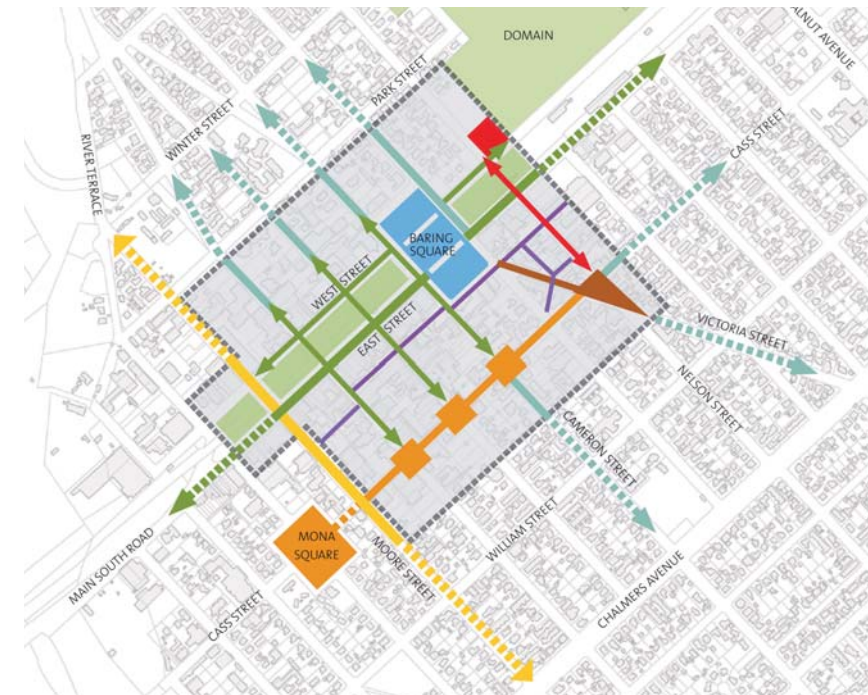 DOMAIN
PARK STREET
WINTER STREET
RIVER TERRACE
CASS STREET
BARING
SQUARE
WEST STREET
EAST STREET
VICTORIA STREET
NELSON STREET
CAMERON STREET
WILLIAM STREET
CHALMERS AVENUE
MONA
SQUARE
MOORE STREET
MAIN SOUTH ROAD
CASS STREET
ALNUT AVENUE